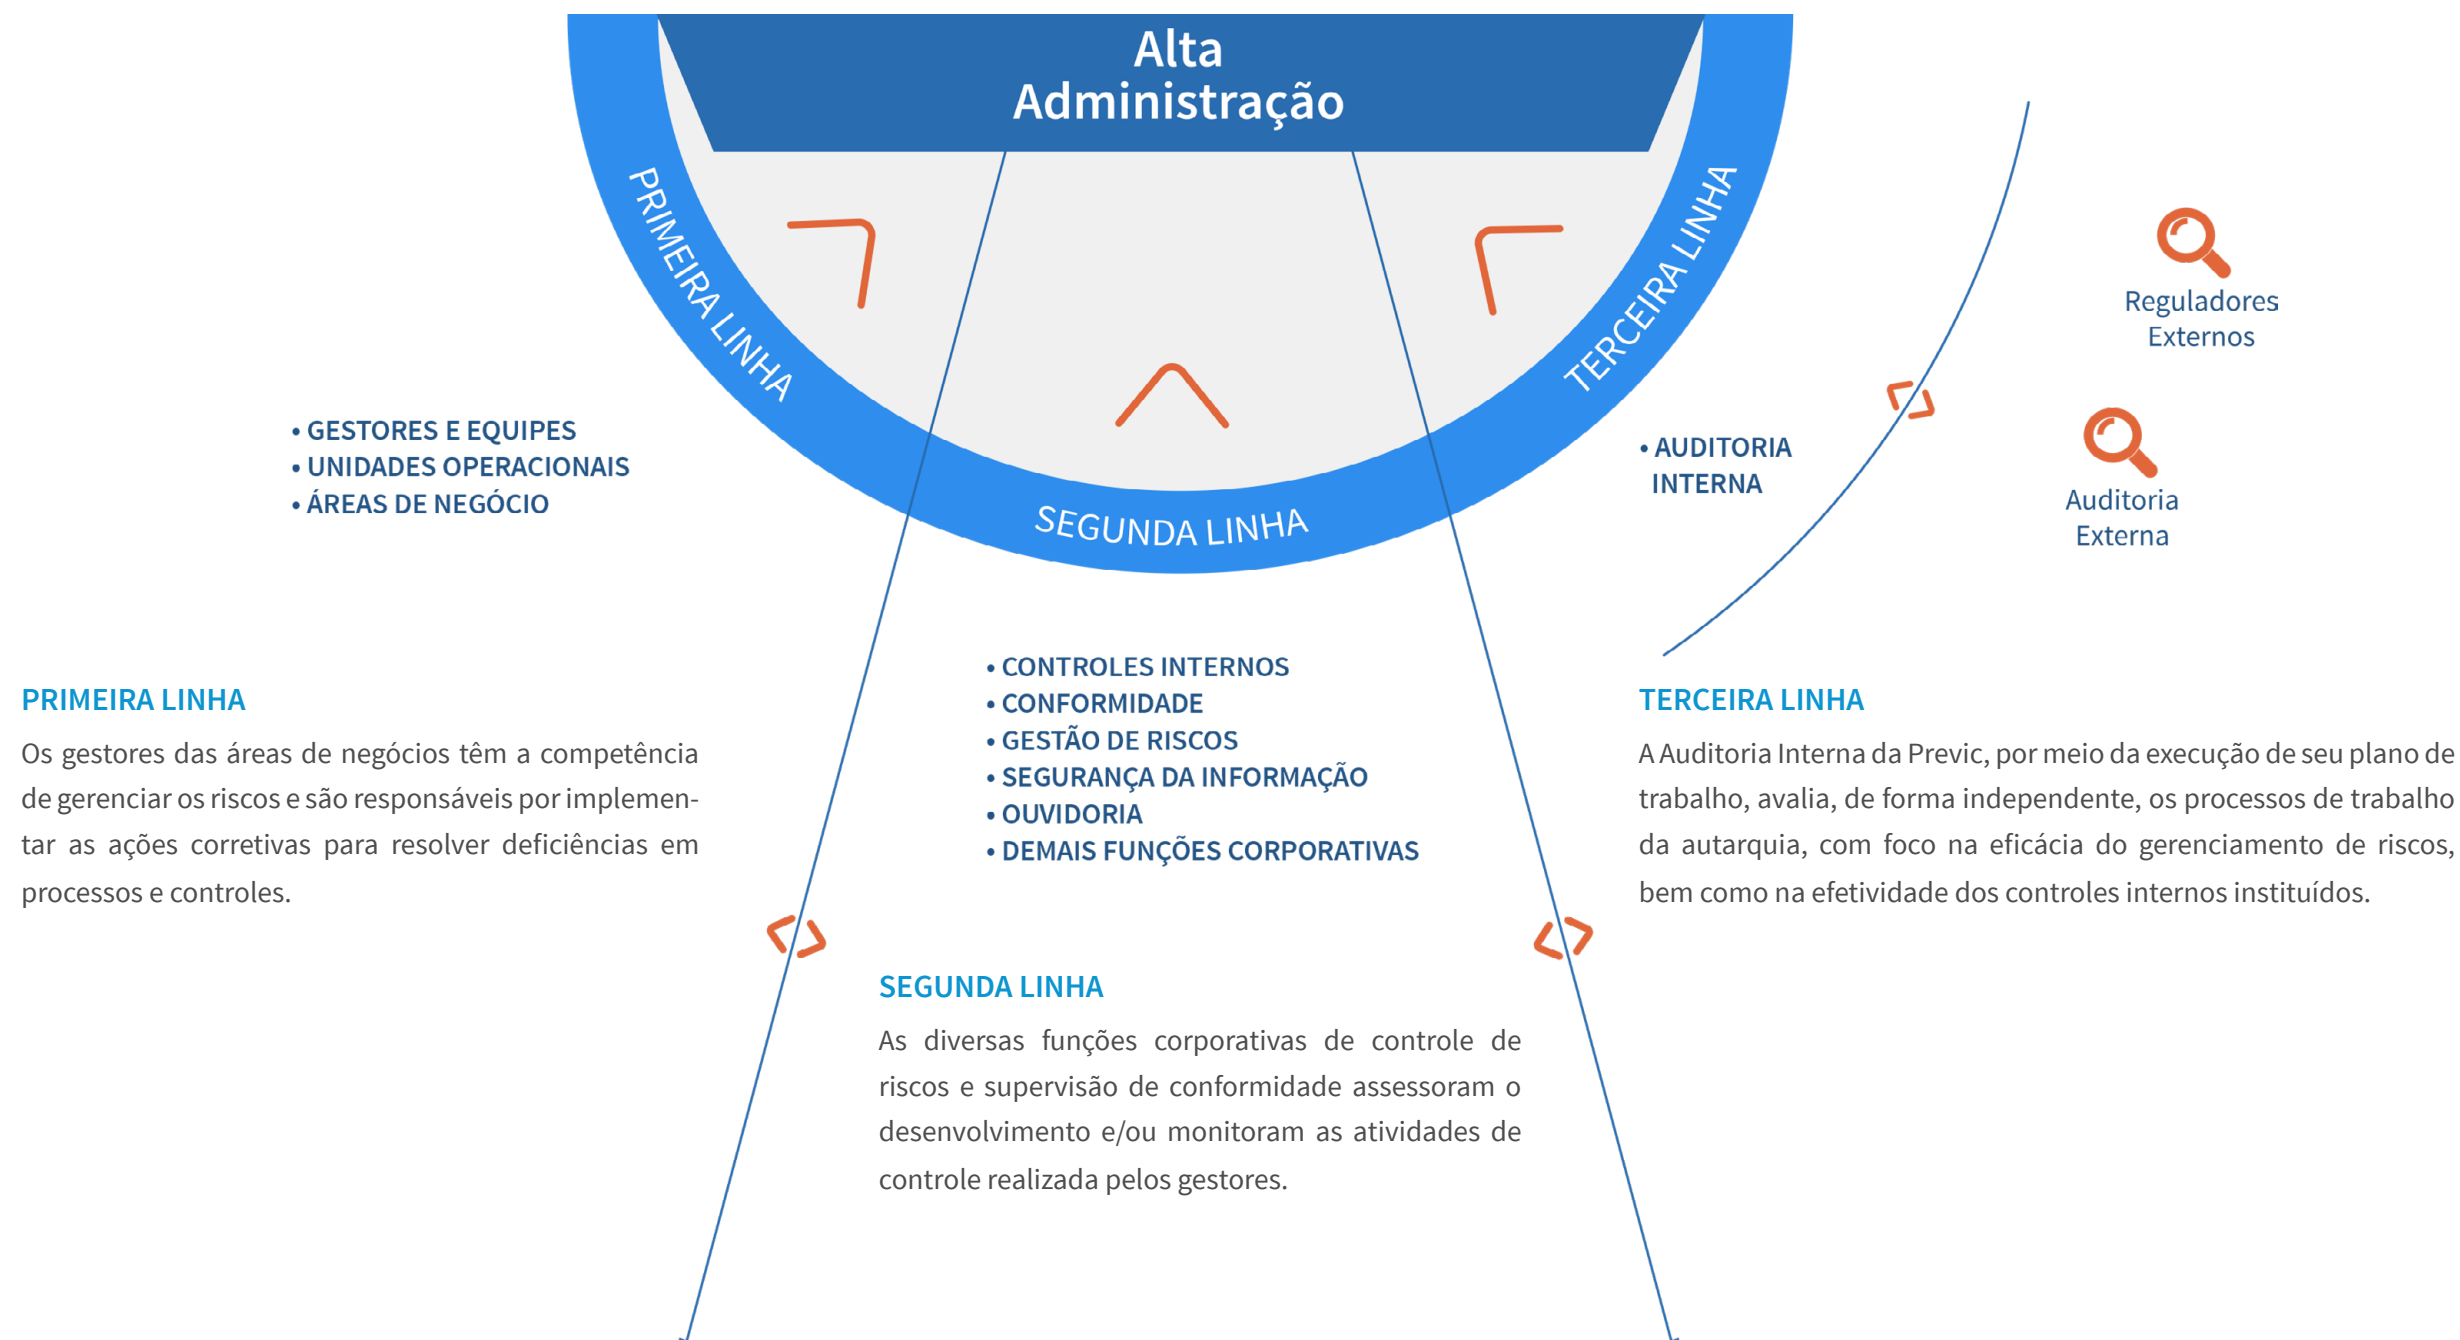 Alta
Administração
PRIMEIRA LINHA
SEGUNDA LINHA
TERCEIRA LINHA
• GESTORES E EQUIPES
• UNIDADES OPERACIONAIS
• ÁREAS DE NEGÓCIO
• AUDITORIA
INTERNA
Reguladores
Externos
Auditoria
Externa
• CONTROLES INTERNOS
• CONFORMIDADE
• GESTÃO DE RISCOS
• SEGURANÇA DA INFORMAÇÃO
• OUVIDORIA
• DEMAIS FUNÇÕES CORPORATIVAS
PRIMEIRA LINHA
Os gestores das áreas de negócios têm a competência
de gerenciar os riscos e são responsáveis por implemen-
tar as ações corretivas para resolver deficiências em
processos e controles.
SEGUNDA LINHA
As diversas funções corporativas de controle de
riscos e supervisão de conformidade assessoram o
desenvolvimento e/ou monitoram as atividades de
controle realizada pelos gestores.
TERCEIRA LINHA
A Auditoria Interna da Previc, por meio da execução de seu plano de
trabalho, avalia, de forma independente, os processos de trabalho
da autarquia, com foco na eficácia do gerenciamento de riscos,
bem como na efetividade dos controles internos instituídos.